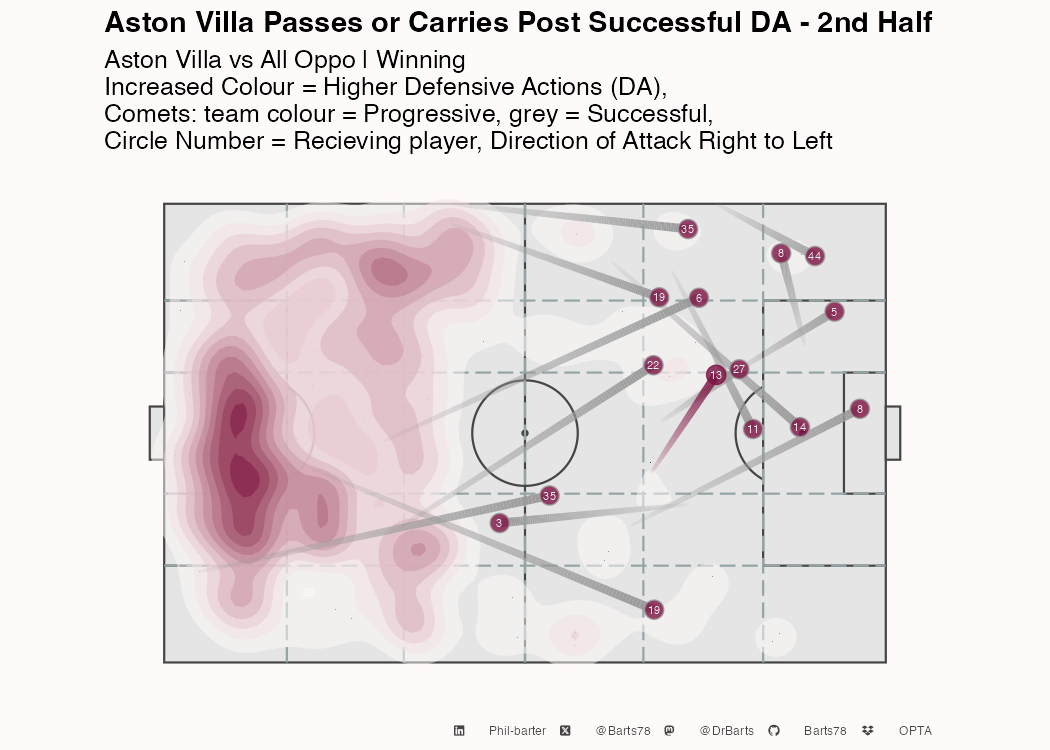 Aston Villa Passes or Carries Post Successful DA - 2nd Half
Aston Villa vs All Oppo | Winning
Increased Colour = Higher Defensive Actions (DA),
Comets: team colour = Progressive, grey = Successful,
Circle Number = Recieving player, Direction of Attack Right to Left
35
8
44
19
6
5
22
13
27
8
11
14
35
3
19
Phil-barter @Barts78 @DrBarts Barts78 OPTA